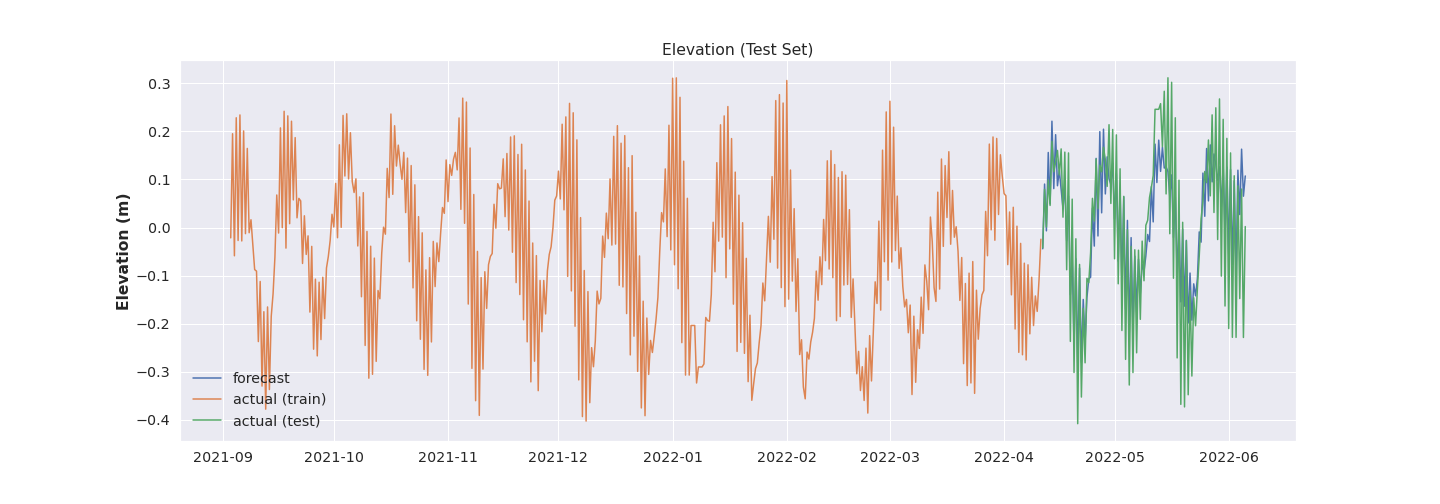 Elevation (Test Set)
Elevation (m)
0.3
0.2
0.1
0.0
−0.1
−0.2
−0.3
−0.4
forecast
actual (train)
actual (test)
2021-09 2021-10 2021-11 2021-12 2022-01 2022-02 2022-03 2022-04 2022-05 2022-06